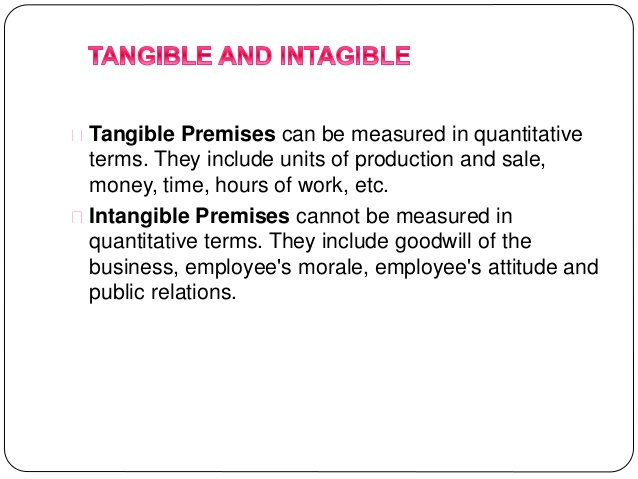 TANGIBLE AND INTAGIBLE
Tangible Premises can be measured in quantitative
terms. They include units of production and sale,
money, time, hours of work, etc.
Intangible Premises cannot be measured in
quantitative terms. They include goodwill of the
business, employee's morale, employee's attitude and
public relations.